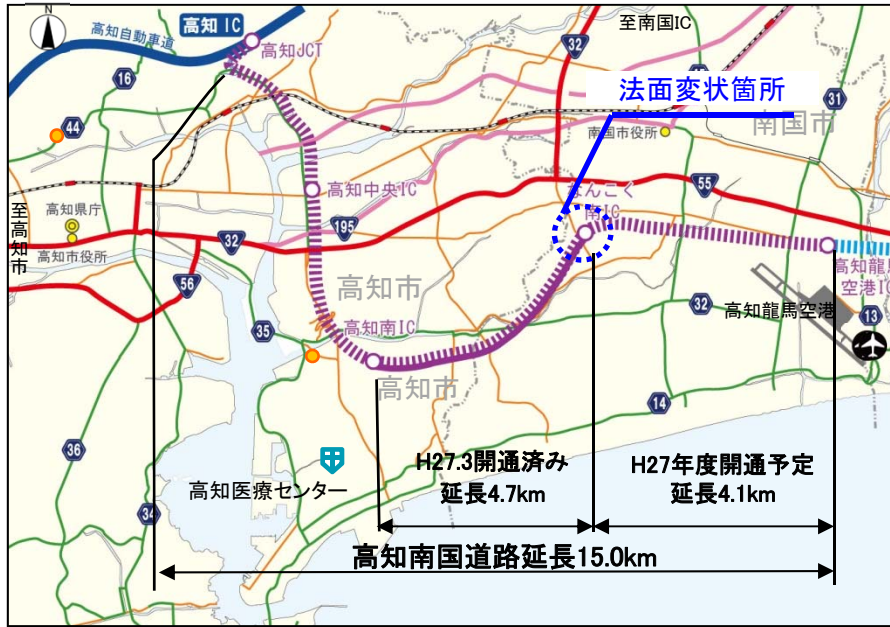 N
高知 IC
高知自動車道
至南国IC
高知JCT
32
16
法面変状箇所
31
44
南国市役所
南国市
高知中央IC
なんこく
南IC
55
至高知市
高知県庁
195
高知市役所
32
高知龍馬
空港IC
56
高知市
32
高知龍馬空港
13
35
高知南IC
高知市
14
36
H27.3開通済み
延長4.7km
H27年度開通予定
延長4.1km
高知医療センター
34
高知南国道路延長15.0km